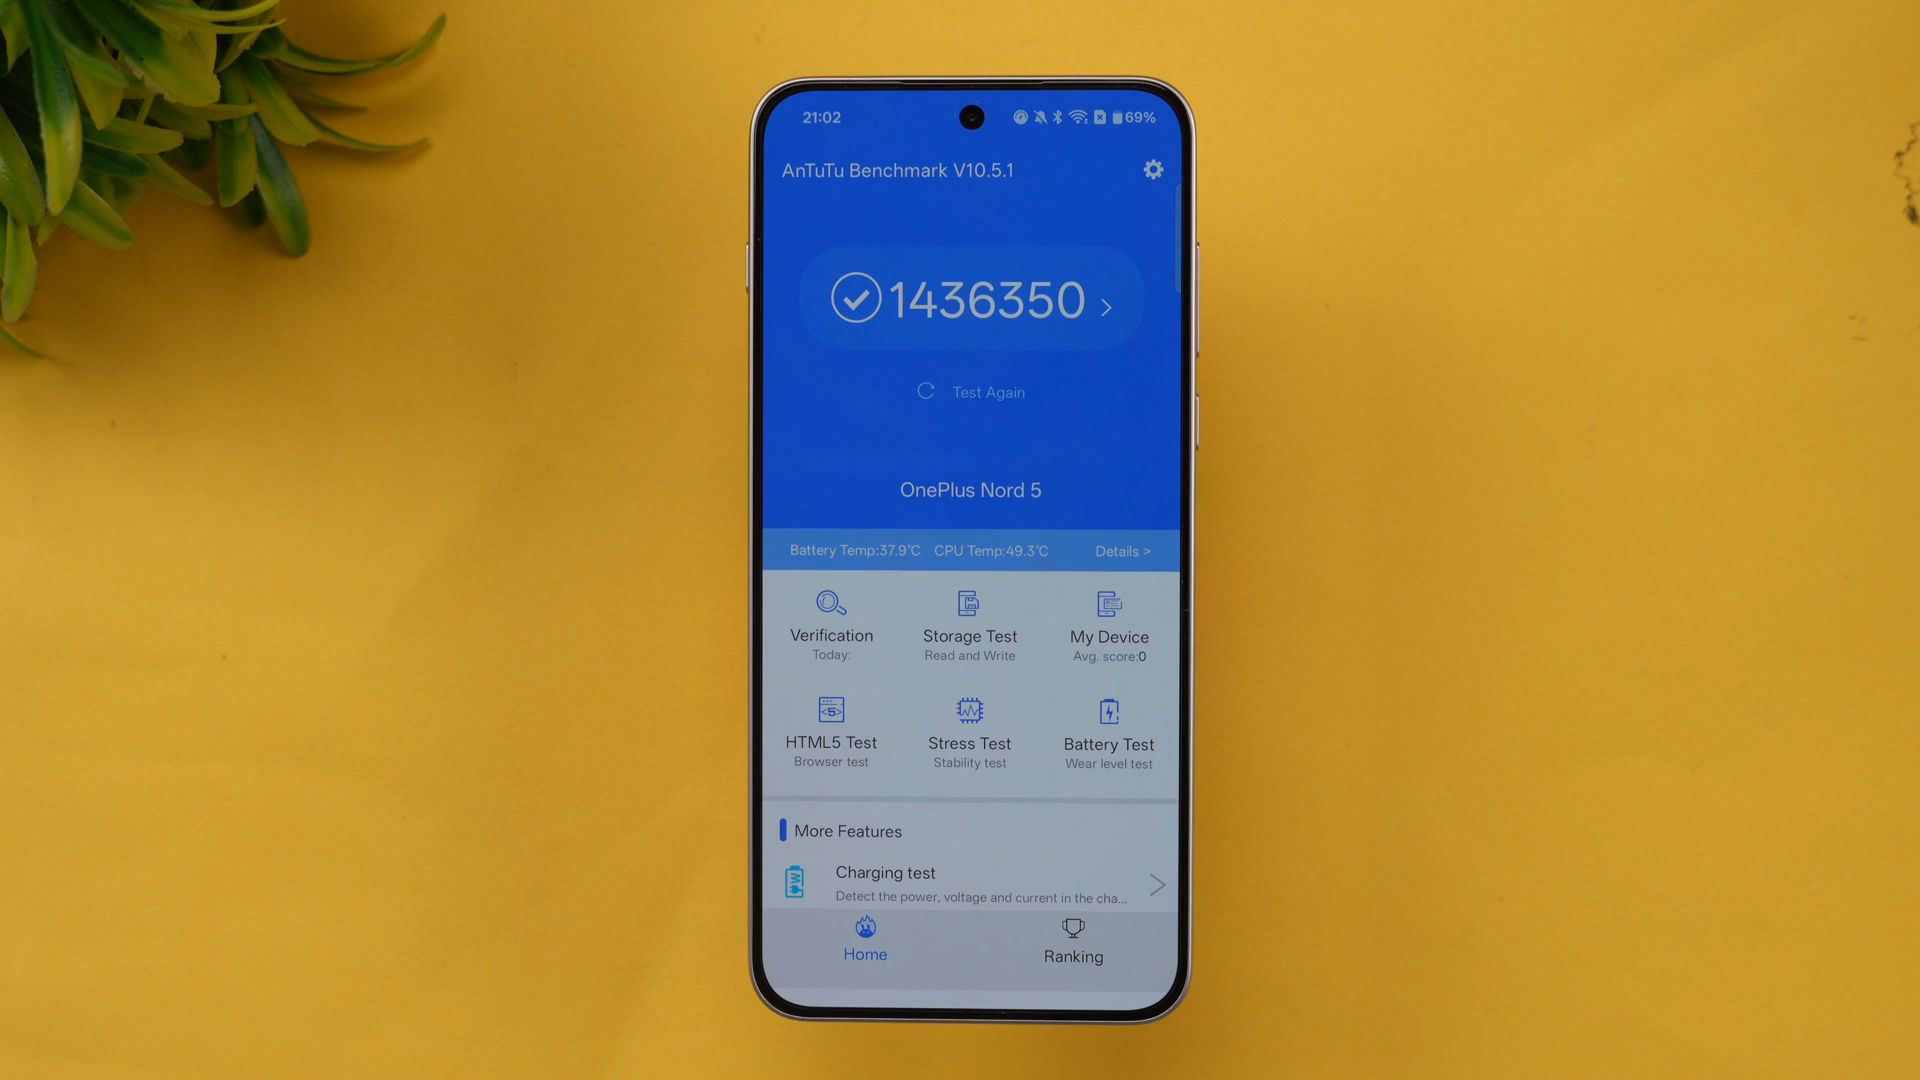 21:02
69%
AnTuTu Benchmark V10.5.1
1436350 >
Test Again
OnePlus Nord 5
Battery Temp:37.9℃ CPU Temp:49.3℃ Details >
Verification
Today:
Storage Test
Read and Write
My Device
Avg. score:0
HTML5 Test
Browser test
Stress Test
Stability test
Battery Test
Wear level test
More Features
Charging test
Detect the power, voltage and current in the cha...
Home
Ranking